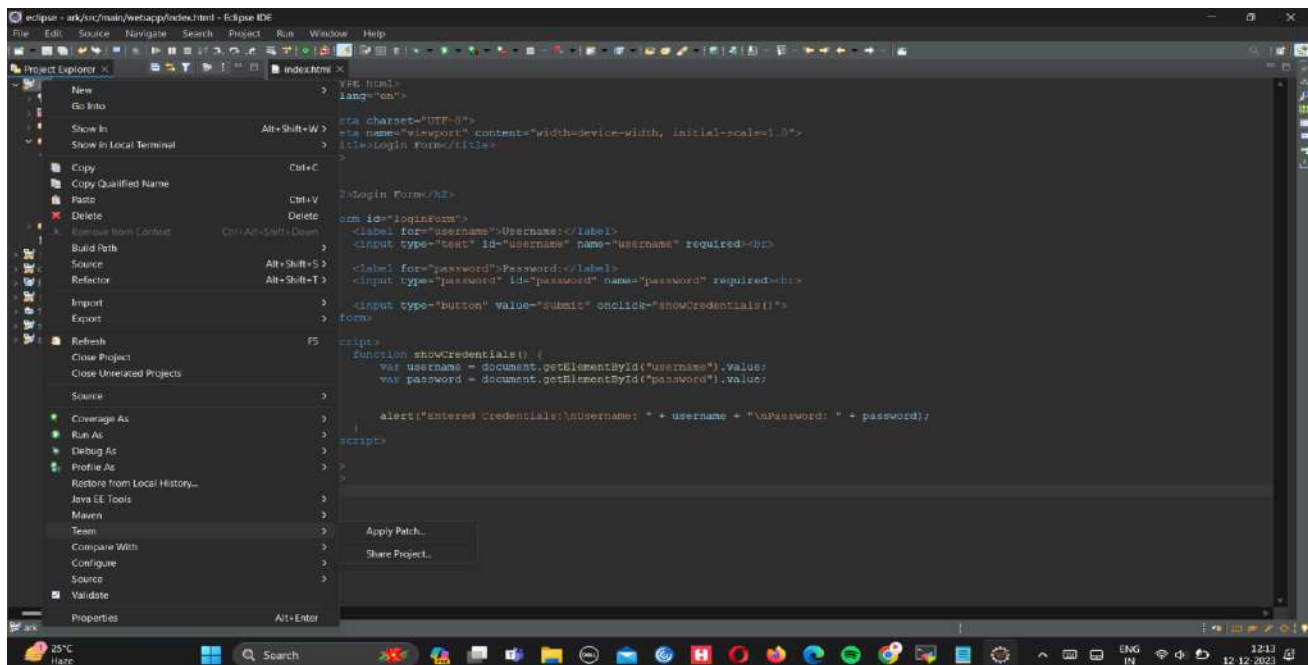 eclipse - ark/src/main/webapp/index.html - Eclipse IDE
File Edit Source Navigate Search Project Run Window Help
Project Explorer × index.html ×
New
Go Into
Show In Alt+Shift+W >
Show in Local Terminal >
Copy Ctrl+C
Copy Qualified Name
Paste Ctrl+V
Delete Delete
Remove from Context Ctrl+Alt+Shift+Down
Build Path >
Source Alt+Shift+S >
Refactor Alt+Shift+T >
Import >
Export >
Refresh F5
Close Project
Close Unrelated Projects
Source >
Coverage As >
Run As >
Debug As >
Profile As >
Restore from Local History...
Java EE Tools >
Maven >
Team >
Compare With >
Configure >
Source >
Validate
Properties Alt+Enter
Apply Patch...
Share Project...
YPE html>
lang="en">
eta charset="UTF-8">
eta name="viewport" content="width=device-width, initial-scale=1.0">
itle>Login Form</title>
>
2>Login Form</h2>
orm id="loginForm">
<label for="username">Username:</label>
<input type="text" id="username" name="username" required><br>
<label for="password">Password:</label>
<input type="password" id="password" name="password" required><br>
<input type="button" value="Submit" onclick="showCredentials()">
form>
cript>
function showCredentials() {
var username = document.getElementById("username").value;
var password = document.getElementById("password").value;
alert("Entered Credentials:\nUsername: " + username + "\nPassword: " + password);
}
script>
>
>
ark
25°C
Haze
Search
ENG
IN
12:13
12-12-2023